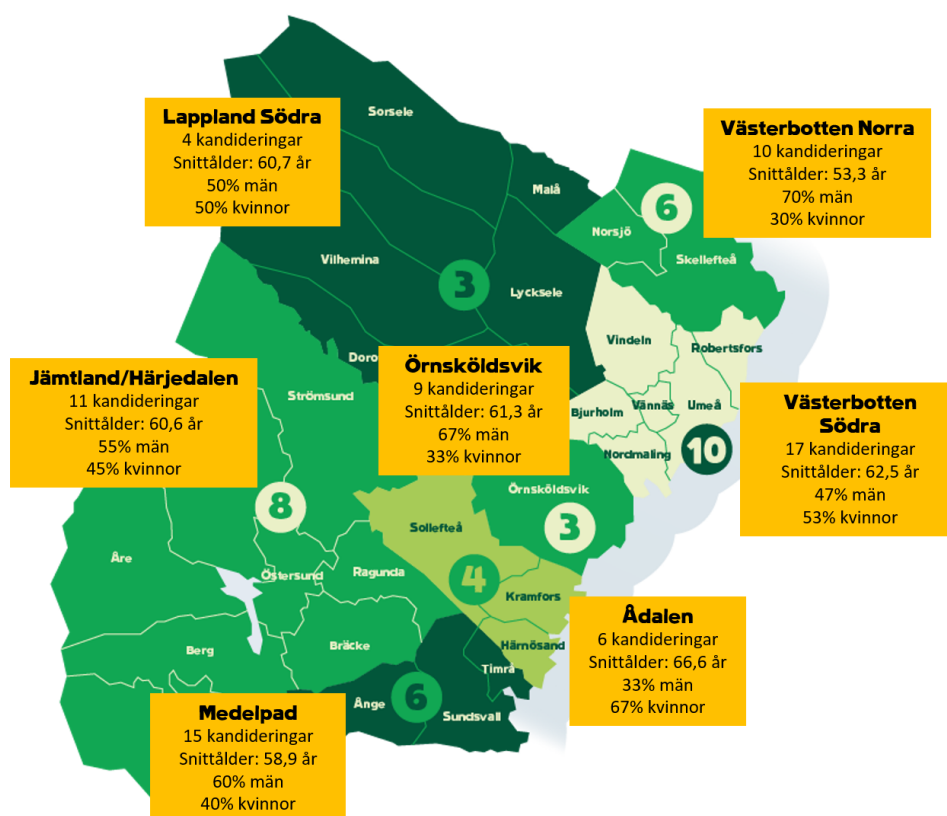 Lappland Södra
4 kandideringar
Snittålder: 60,7 år
50% män
50% kvinnor
Sorsele
Malå
Västerbotten Norra
10 kandideringar
Snittålder: 53,3 år
70% män
30% kvinnor
6
Norsjö
Skellefteå
Vilhemina
3
Lycksele
Vindeln
Robertsfors
Jämtland/Härjedalen
11 kandideringar
Snittålder: 60,6 år
55% män
45% kvinnor
Strömsund
Örnsköldsvik
9 kandideringar
Snittålder: 61,3 år
67% män
33% kvinnor
Bjurholm
Vännäs
Umeå
Nordmaling
10
Västerbotten
Södra
17 kandideringar
Snittålder: 62,5 år
47% män
53% kvinnor
8
Örnsköldsvik
3
Sollefteå
Åre
Östersund
Ragunda
4
Kramfors
Berg
Bräcke
Härnösand
Timrå
Ådalen
6 kandideringar
Snittålder: 66,6 år
33% män
67% kvinnor
Ånge
6
Sundsvall
Medelpad
15 kandideringar
Snittålder: 58,9 år
60% män
40% kvinnor